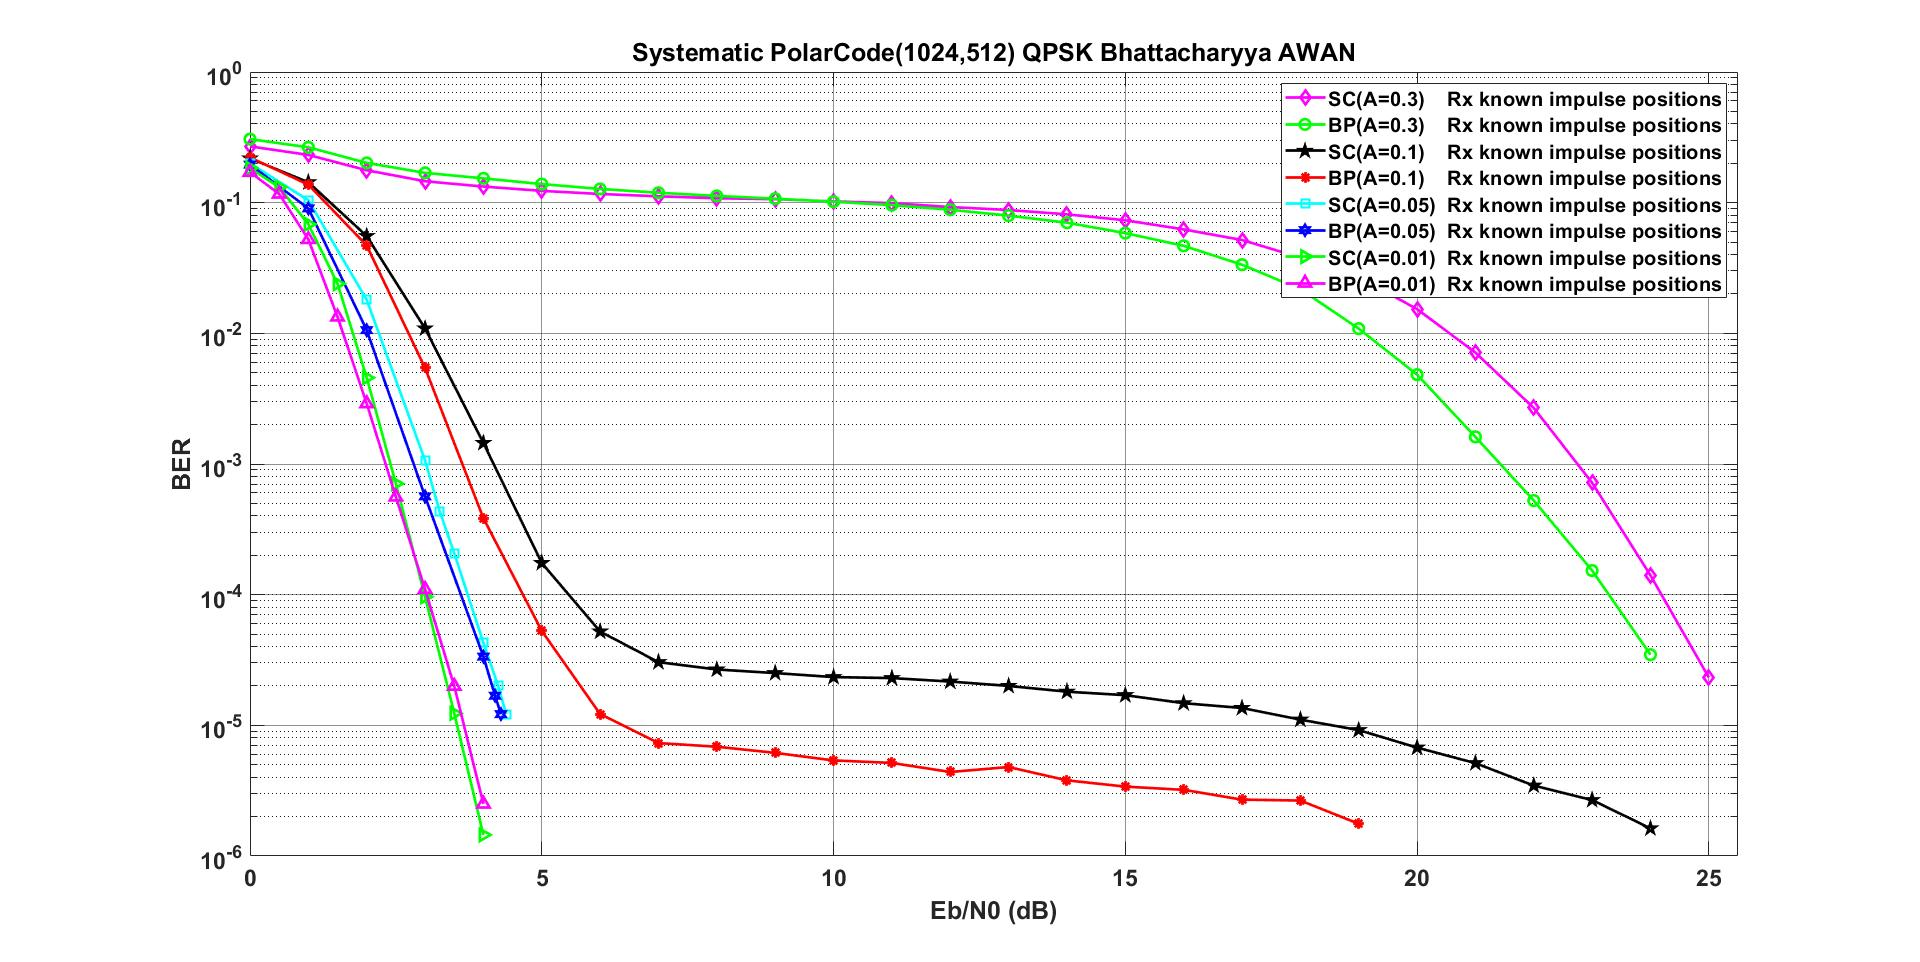 Systematic PolarCode(1024,512) QPSK Bhattacharyya AWAN
SC(A=0.3) Rx known impulse positions
BP(A=0.3) Rx known impulse positions
SC(A=0.1) Rx known impulse positions
BP(A=0.1) Rx known impulse positions
SC(A=0.05) Rx known impulse positions
BP(A=0.05) Rx known impulse positions
SC(A=0.01) Rx known impulse positions
BP(A=0.01) Rx known impulse positions
BER
10^0
10^-1
10^-2
10^-3
10^-4
10^-5
10^-6
0 5 10 15 20 25
Eb/N0 (dB)